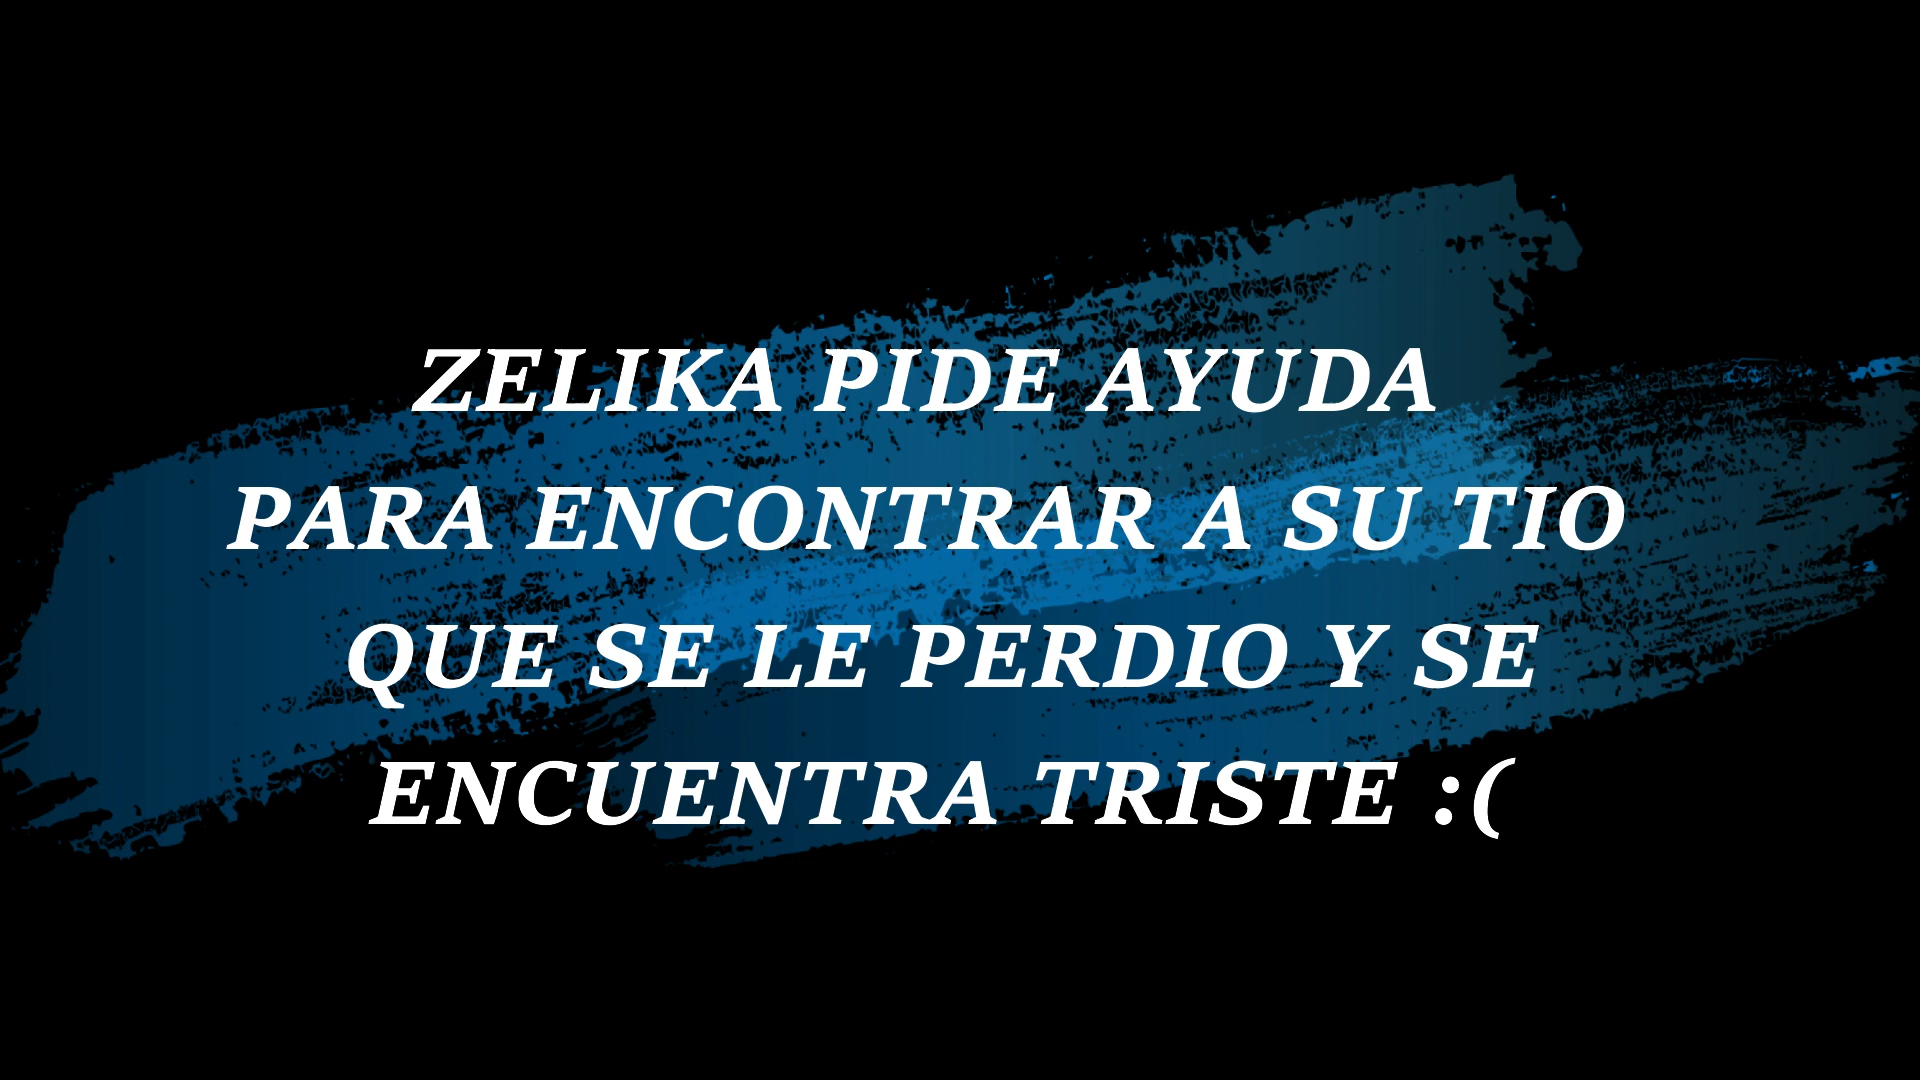 ZELIKA PIDE AYUDA
PARA ENCONTRAR A SU TIO
QUE SE LE PERDIO Y SE
ENCUENTRA TRISTE :(